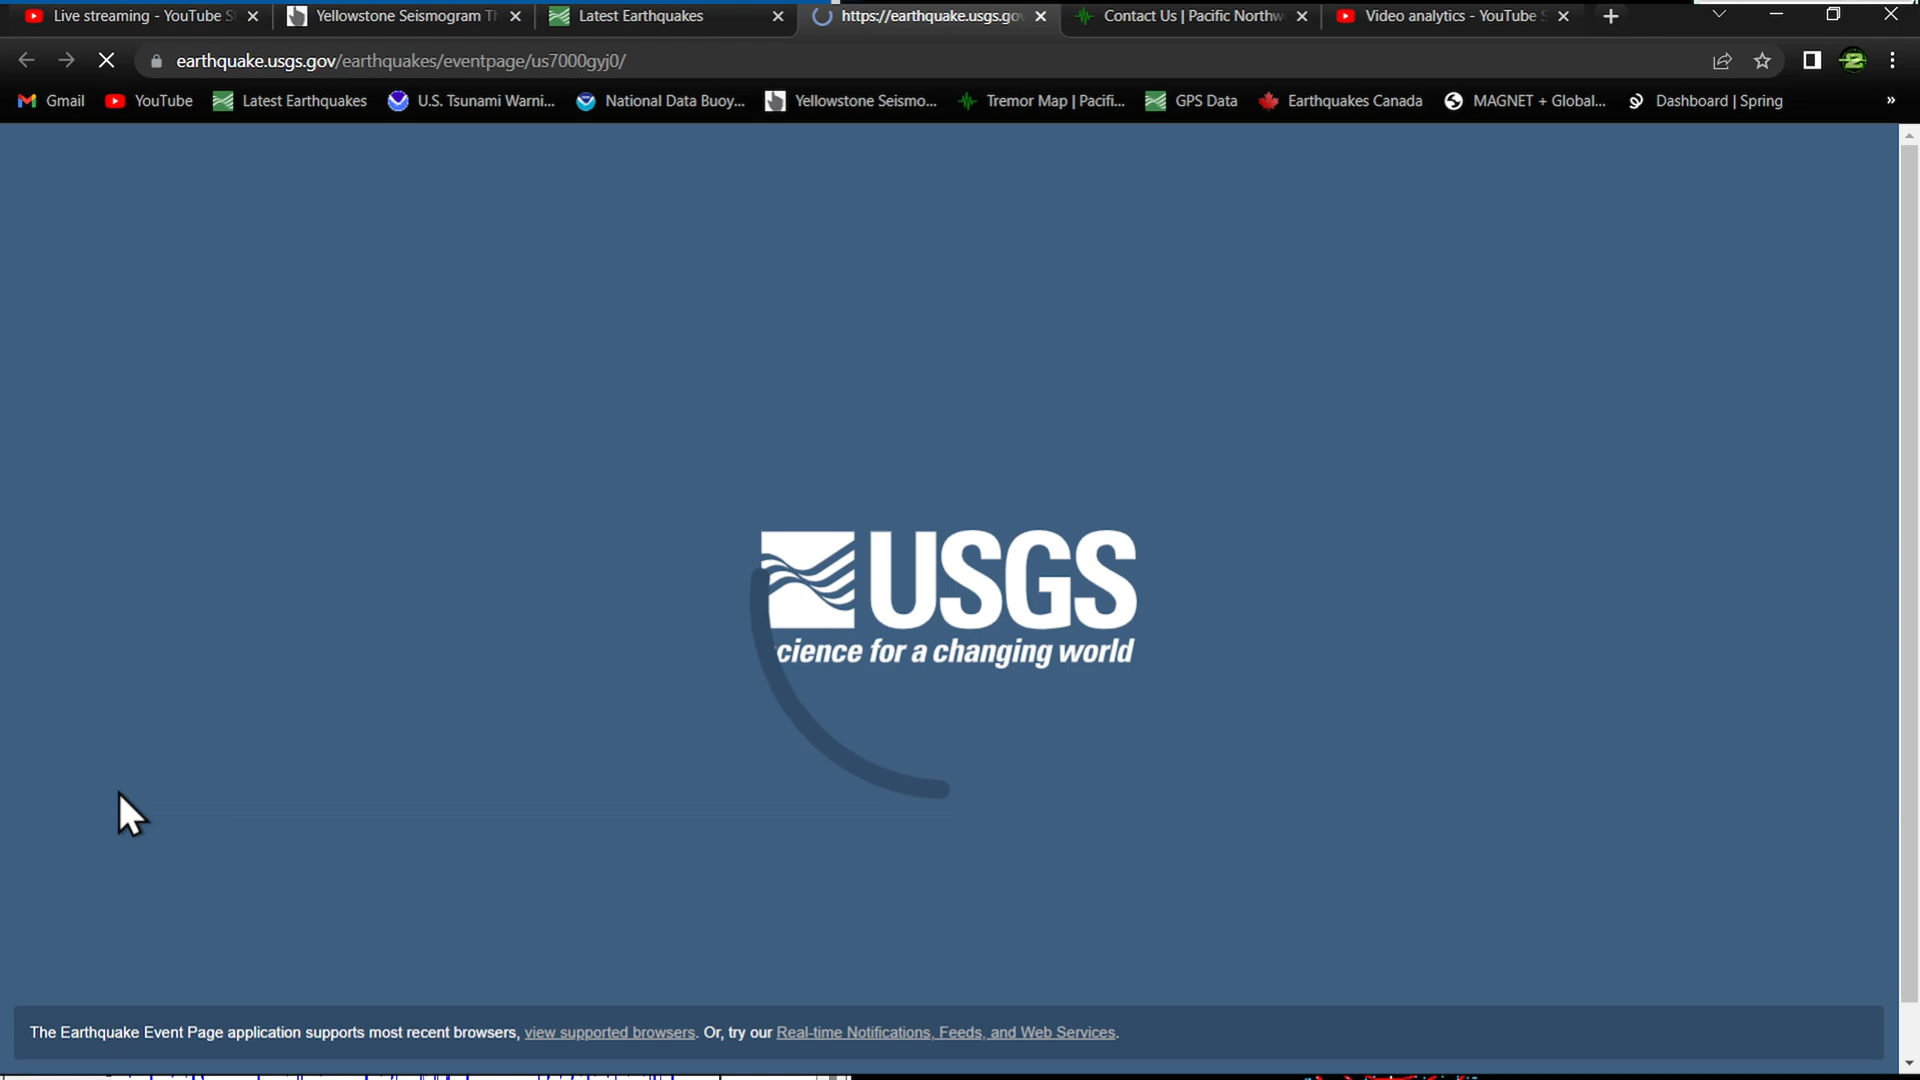 Live streaming - YouTube S
Yellowstone Seismogram Th
Latest Earthquakes
https://earthquake.usgs.gov
Contact Us | Pacific Northw
Video analytics - YouTube S
earthquake.usgs.gov/earthquakes/eventpage/us7000gyj0/
Gmail
YouTube
Latest Earthquakes
U.S. Tsunami Warni...
National Data Buoy...
Yellowstone Seismo...
Tremor Map | Pacifi...
GPS Data
Earthquakes Canada
MAGNET + Global...
Dashboard | Spring
»
USGS
science for a changing world
The Earthquake Event Page application supports most recent browsers, view supported browsers. Or, try our Real-time Notifications, Feeds, and Web Services.